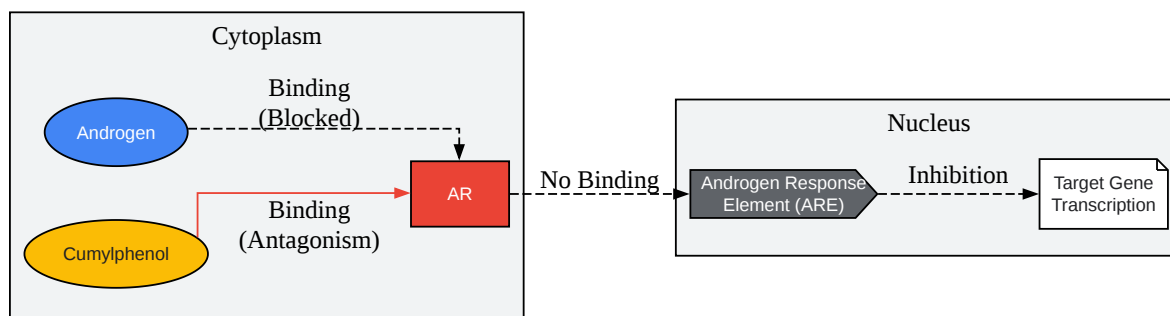 Cytoplasm
Binding
(Blocked)
Androgen
AR
Cumylphenol
Binding
(Antagonism)
No Binding
Nucleus
Androgen Response
Element (ARE)
Inhibition
Target Gene
Transcription